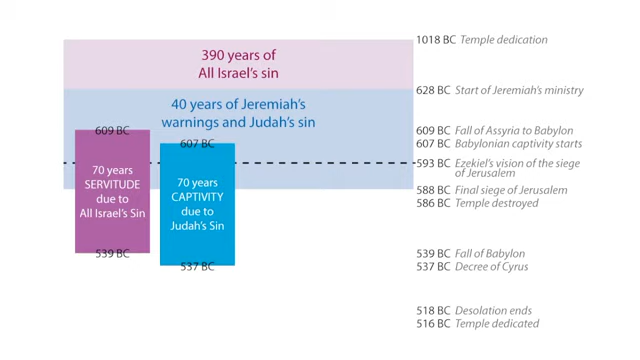 1018 BC Temple dedication
390 years of
All Israel's sin
628 BC Start of Jeremiah's ministry
40 years of Jeremiah's
warnings and Judah's sin
609 BC
609 BC Fall of Assyria to Babylon
607 BC
607 BC Babylonian captivity starts
593 BC Ezekiel's vision of the siege
of Jerusalem
70 years
SERVITUDE
due to
All Israel's Sin
70 years
CAPTIVITY
due to
Judah's Sin
588 BC Final siege of Jerusalem
586 BC Temple destroyed
539 BC
539 BC Fall of Babylon
537 BC
537 BC Decree of Cyrus
518 BC Desolation ends
516 BC Temple dedicated